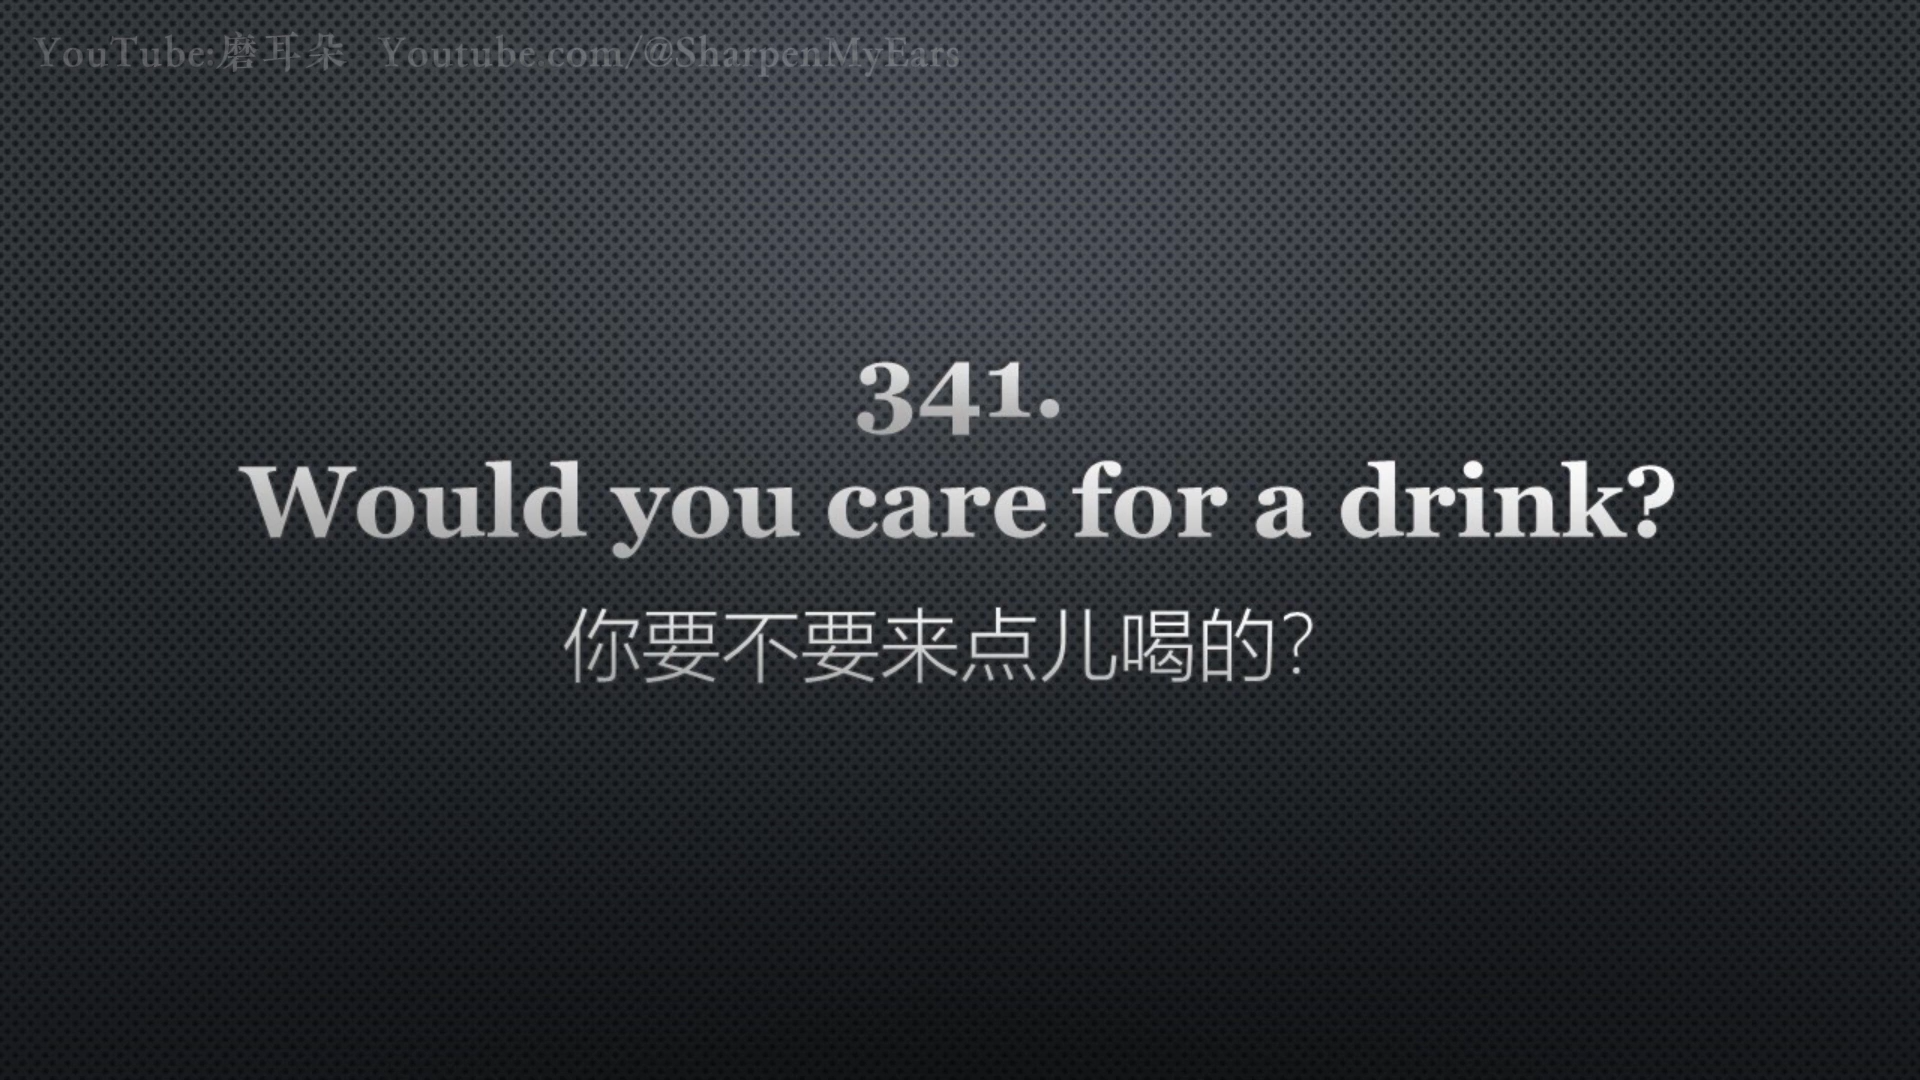 YouTube:磨耳朵 Youtube.com/@SharpenMyEars
341.
Would you care for a drink?
你要不要来点儿喝的?